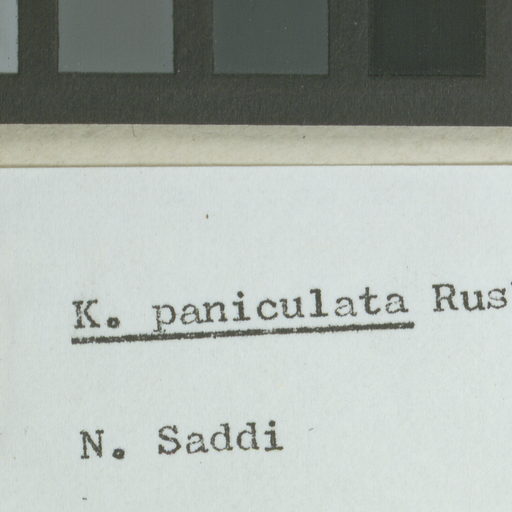 K. paniculata
N. Saddi